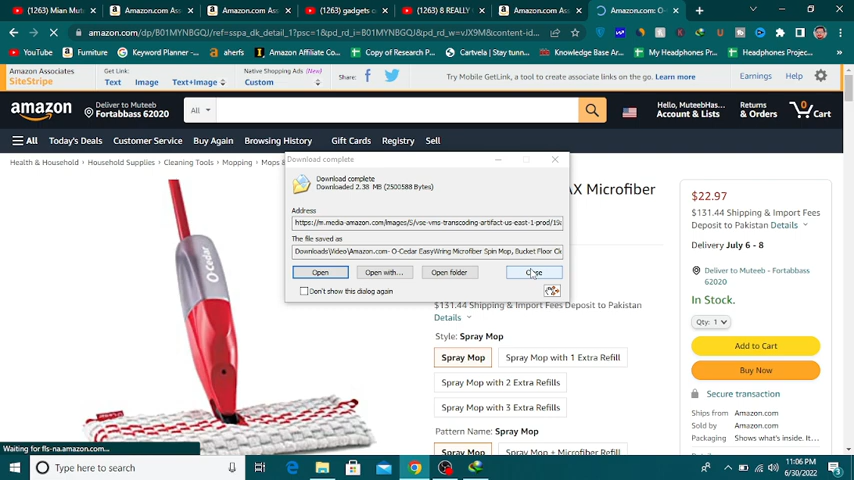 (1263) Mian Mut
Amazon.com Ass
Amazon.com Ass
(1263) gadgets c
(1263) 8 REALLY
Amazon.com Ass
Amazon.com: O-
amazon.com/dp/B01MYNBGQJ/ref=sspa_dk_detail_1?psc=1&pd_rd_i=B01MYNBGQJ&pd_rd_w=vJX9M&content-id...
YouTube
Furniture
Keyword Planner -...
aherfs
Amazon Affiliate Co...
Copy of Research P...
Cartvela | Stay tunn...
Knowledge Base Ar...
My Headphones Pr...
Headphones Projec...
Amazon Associates
SiteStripe
Get Link:
Text Image Text+Image
Native Shopping Ads (New)
Custom
Share:
Try Mobile GetLink, a tool to create associate links on the go. Learn more
Earnings
Help
amazon
Deliver to Muteeb
Fortabbass 62020
All
Hello, MuteebHas...
Account & Lists
Returns
& Orders
0
Cart
All
Today's Deals
Customer Service
Buy Again
Browsing History
Gift Cards
Registry
Sell
Health & Household › Household Supplies › Cleaning Tools › Mopping › Mops &
Download complete
Download complete
Downloaded 2.38 MB (2500588 Bytes)
Address
https://m.media-amazon.com/images/S/vse-vms-transcoding-artifact-us-east-1-prod/19
The file saved as
Downloads\Video\Amazon.com- O-Cedar EasyWring Microfiber Spin Mop, Bucket Floor Cl
Open
Open with...
Open folder
Close
Don't show this dialog again
AX Microfiber
O-Cedar
$131.44 Shipping & Import Fees Deposit to Pakistan
Details
Style: Spray Mop
Spray Mop
Spray Mop with 1 Extra Refill
Spray Mop with 2 Extra Refills
Spray Mop with 3 Extra Refills
Pattern Name: Spray Mop
Spray Mop
Spray Mop + Microfiber Refill
$22.97
$131.44 Shipping & Import Fees
Deposit to Pakistan Details
Delivery July 6 - 8
Deliver to Muteeb - Fortabbass
62020
In Stock.
Qty: 1
Add to Cart
Buy Now
Secure transaction
Ships from Amazon.com
Sold by Amazon.com
Packaging Shows what's inside. It...
Waiting for fls-na.amazon.com...
Type here to search
11:06 PM
6/30/2022
3